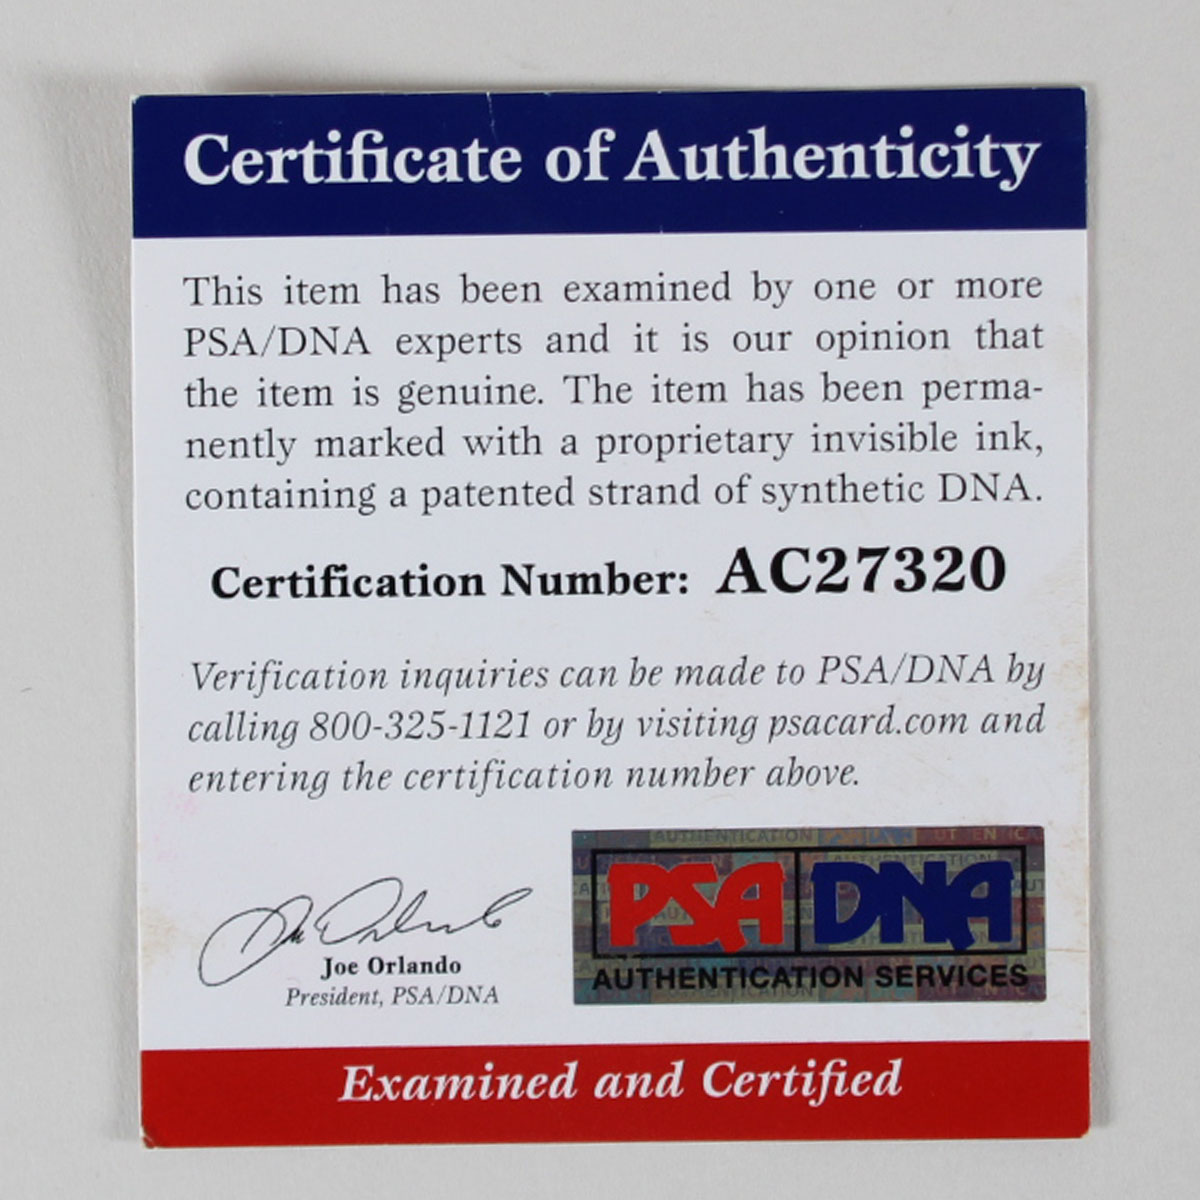 Certificate of Authenticity
This item has been examined by one or more
PSA/DNA experts and it is our opinion that
the item is genuine. The item has been perma-
nently marked with a proprietary invisible ink,
containing a patented strand of synthetic DNA.
Certification Number: AC27320
Verification inquiries can be made to PSA/DNA by
calling 800-325-1121 or by visiting psacard.com and
entering the certification number above.
Joe Orlando
President, PSA/DNA
PSA DNA
AUTHENTICATION SERVICES
Examined and Certified